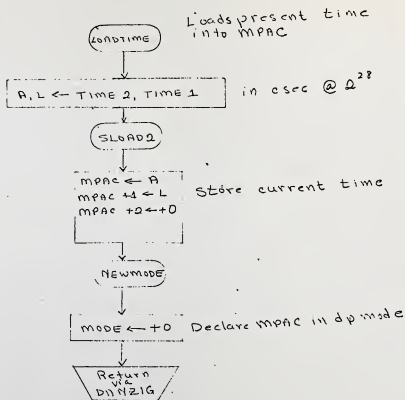 Loads present time
into MPAC
LOADTIME
A, L <- TIME 2, TIME 1
in csec @ 2^28
SLOAD2
MPAC <- A
MPAC +1 <- L
MPAC +2 <- +0
Store current time
NEWMODE
MODE <- +0
Declare MPAC in dp mode
Return
via
DANZIG